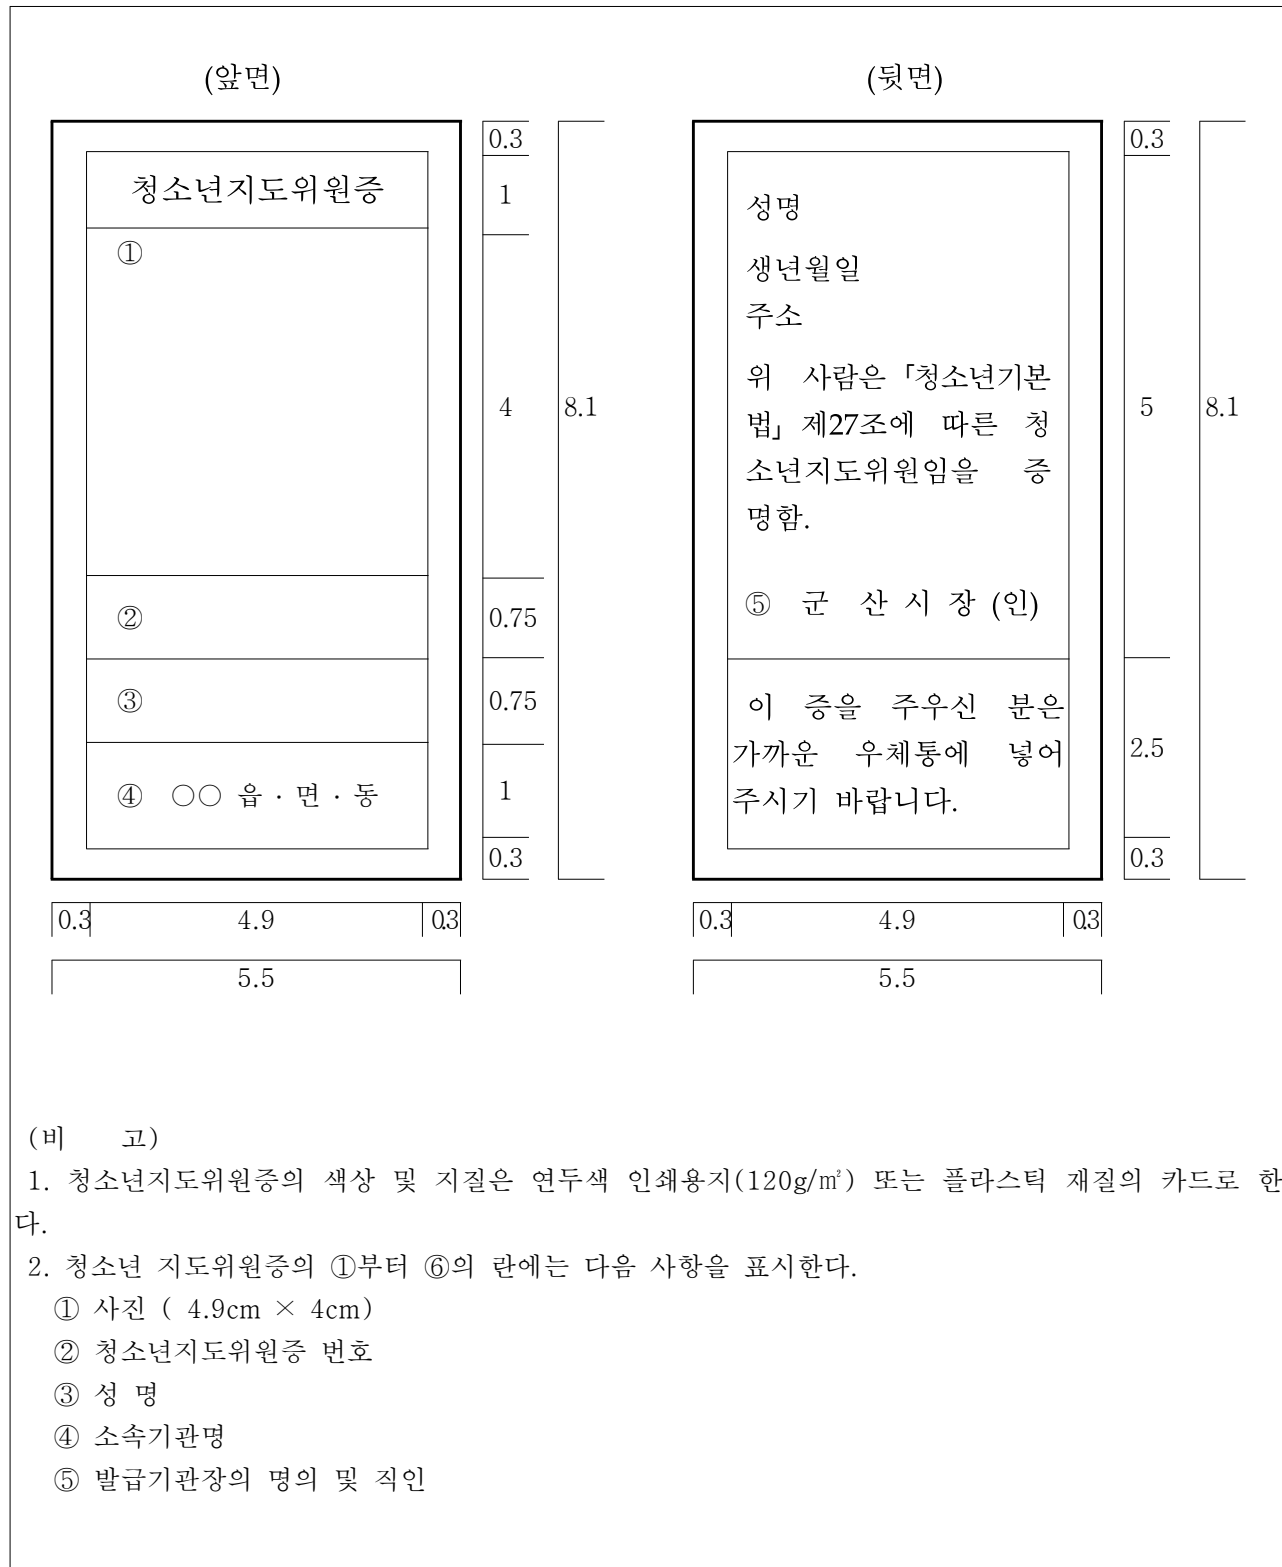 (앞면)
청소년지도위원증
①
②
③
④ ○○ 읍 · 면 · 동
0.3
1
4
0.75
0.75
1
0.3
8.1
0.3 4.9 0.3
5.5
(뒷면)
성명
생년월일
주소
위 사람은 「청소년기본
법」 제27조에 따른 청
소년지도위원임을 증
명함.
⑤ 군 산 시 장 (인)
이 증을 주우신 분은
가까운 우체통에 넣어
주시기 바랍니다.
0.3
5
2.5
0.3
8.1
0.3 4.9 0.3
5.5
(비 고)
1. 청소년지도위원증의 색상 및 지질은 연두색 인쇄용지(120g/㎡) 또는 플라스틱 재질의 카드로 한
다.
2. 청소년 지도위원증의 ①부터 ⑥의 란에는 다음 사항을 표시한다.
① 사진 ( 4.9cm × 4cm)
② 청소년지도위원증 번호
③ 성 명
④ 소속기관명
⑤ 발급기관장의 명의 및 직인